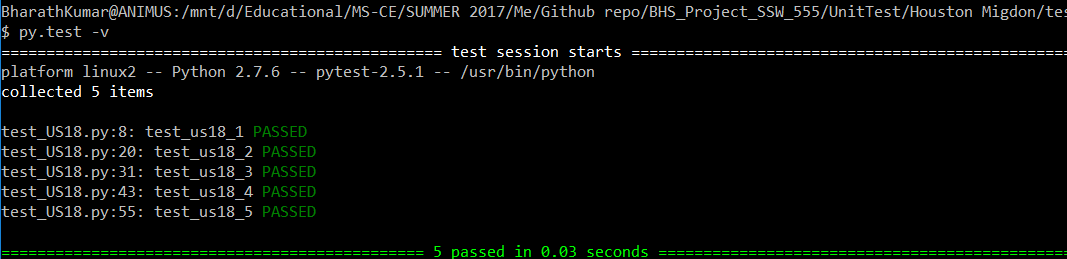 BharathKumar@ANIMUS:/mnt/d/Educational/MS-CE/SUMMER 2017/Me/Github repo/BHS_Project_SSW_555/UnitTest/Houston Migdon/tes
$ py.test -v
================================================= test session starts =================================================
platform linux2 -- Python 2.7.6 -- pytest-2.5.1 -- /usr/bin/python
collected 5 items
test_US18.py:8: test_us18_1 PASSED
test_US18.py:20: test_us18_2 PASSED
test_US18.py:31: test_us18_3 PASSED
test_US18.py:43: test_us18_4 PASSED
test_US18.py:55: test_us18_5 PASSED
=============================================== 5 passed in 0.03 seconds ==============================================